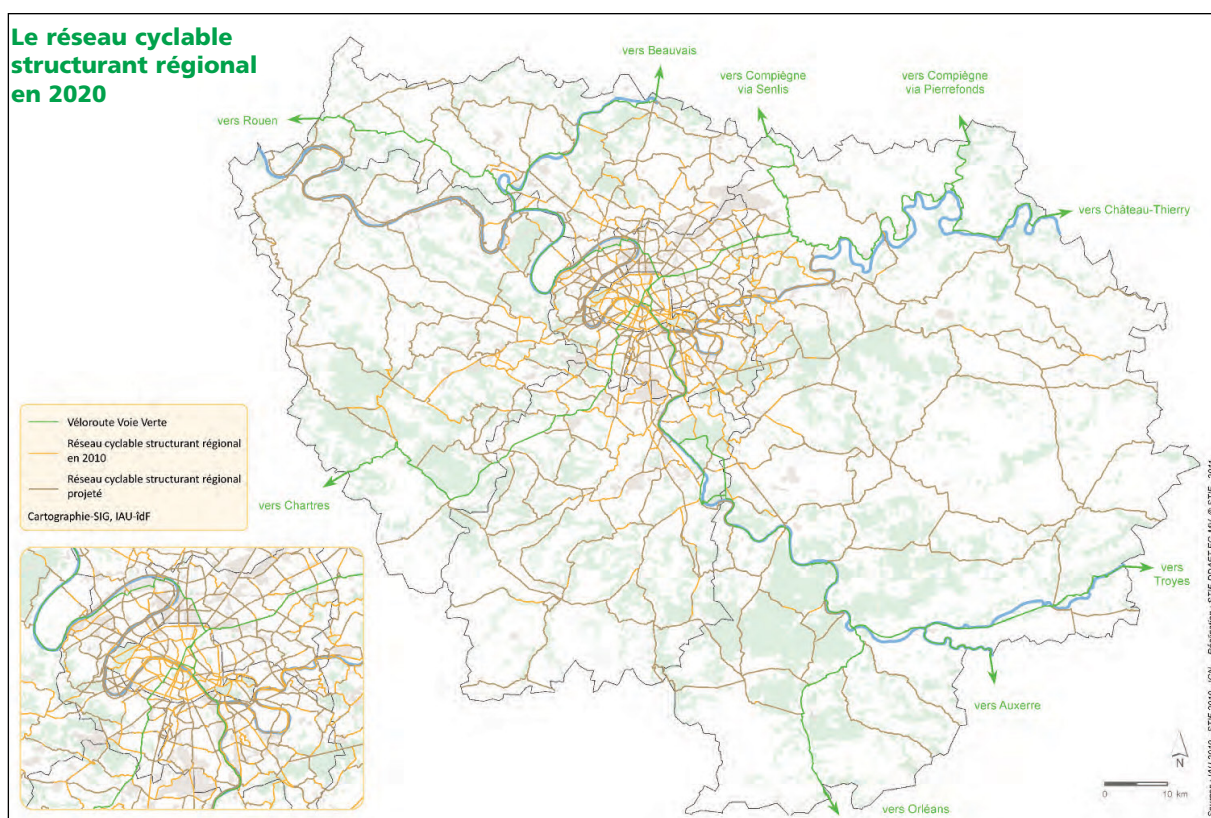 Le réseau cyclable
structurant régional
en 2020
vers Beauvais
vers Compiègne
via Senlis
vers Compiègne
via Pierrefonds
vers Rouen
vers Château-Thierry
Véloroute Voie Verte
Réseau cyclable structurant régional
en 2010
Réseau cyclable structurant régional
projeté
Cartographie-SIG, IAU-îdF
vers Chartres
vers
Troyes
vers Auxerre
vers Orléans
N
0 10 km